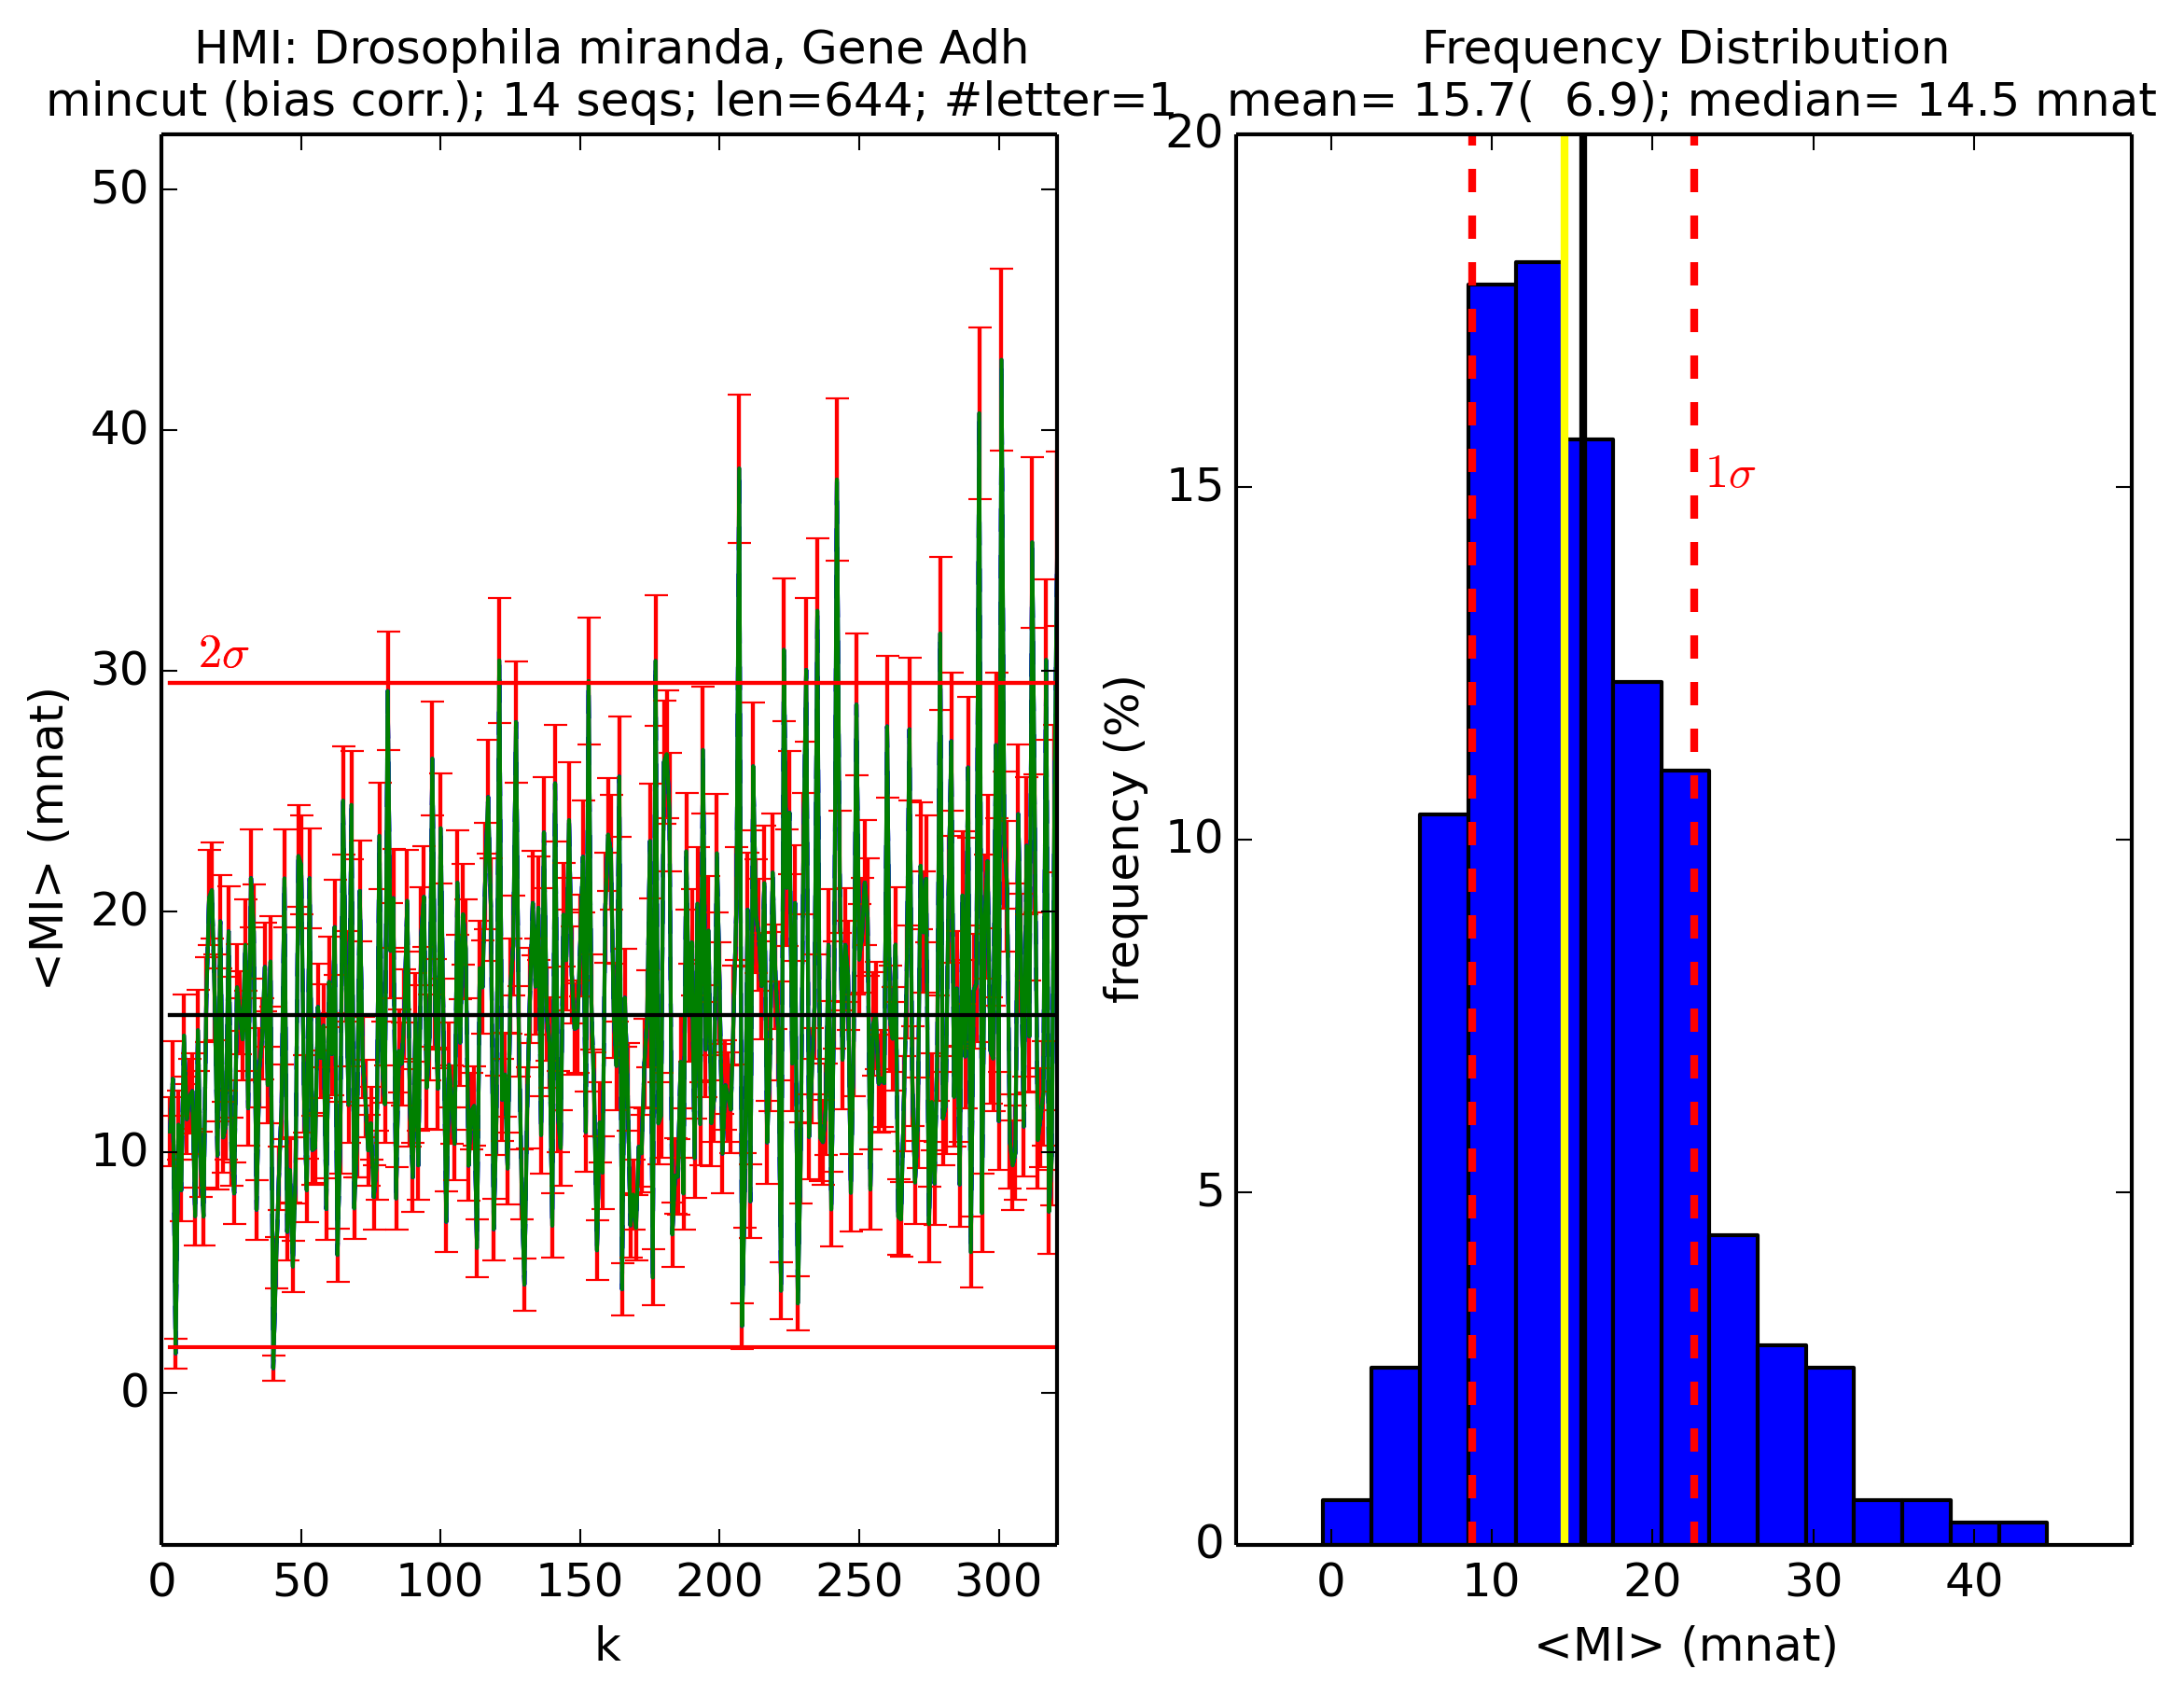 HMI: Drosophila miranda, Gene Adh
mincut (bias corr.); 14 seqs; len=644; #letter=1
<MI> (mnat)
50
40
30
20
10
0
2σ
0 50 100 150 200 250 300
k
Frequency Distribution
mean= 15.7( 6.9); median= 14.5 mnat
frequency (%)
20
15
10
5
0
1σ
0 10 20 30 40
<MI> (mnat)